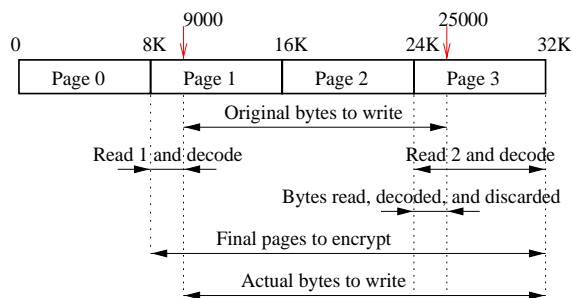 9000 25000
0 8K 16K 24K 32K
Page 0 Page 1 Page 2 Page 3
Original bytes to write
Read 1 and decode Read 2 and decode
Bytes read, decoded, and discarded
Final pages to encrypt
Actual bytes to write